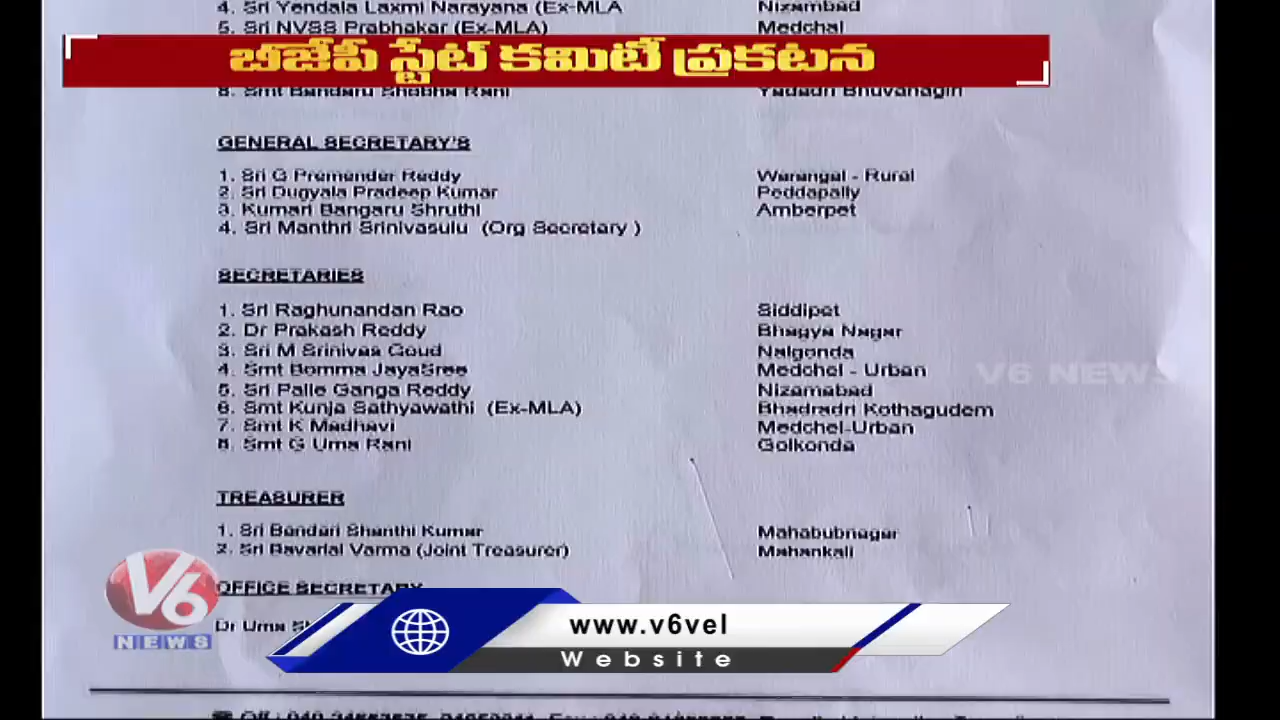 4. Sri Yendala Laxmi Narayana (Ex-MLA Nizambad
5. Sri NVSS Prabhakar (Ex-MLA) Medchal
బీజేపీ స్టేట్ కమిటీ ప్రకటన
8. Smt Bandaru Shobha Rani Yadadri Bhuvanagiri
GENERAL SECRETARY'S
1. Sri G Premender Reddy Warangal - Rural
2. Sri Dugyala Pradeep Kumar Peddapally
3. Kumari Bangaru Shruthi Amberpet
4. Sri Manthri Srinivasulu (Org Secretary )
SECRETARIES
1. Sri Raghunandan Rao Siddipet
2. Dr Prakash Reddy Bhagya Nagar
3. Sri M Srinivas Goud Nalgonda
4. Smt Bomma JayaSree Medchel - Urban
V6 NEWS
5. Sri Palle Ganga Reddy Nizamabad
6. Smt Kunja Sathyawathi (Ex-MLA) Bhadradri Kothagudem
7. Smt K Madhavi Medchel-Urban
8. Smt G Uma Rani Golkonda
TREASURER
1. Sri Bandari Shanthi Kumar Mahabubnagar
2. Sri Bavarlal Varma (Joint Treasurer) Mahankali
V6 NEWS
OFFICE SECRETARY
Dr Uma
www.v6vel
Website